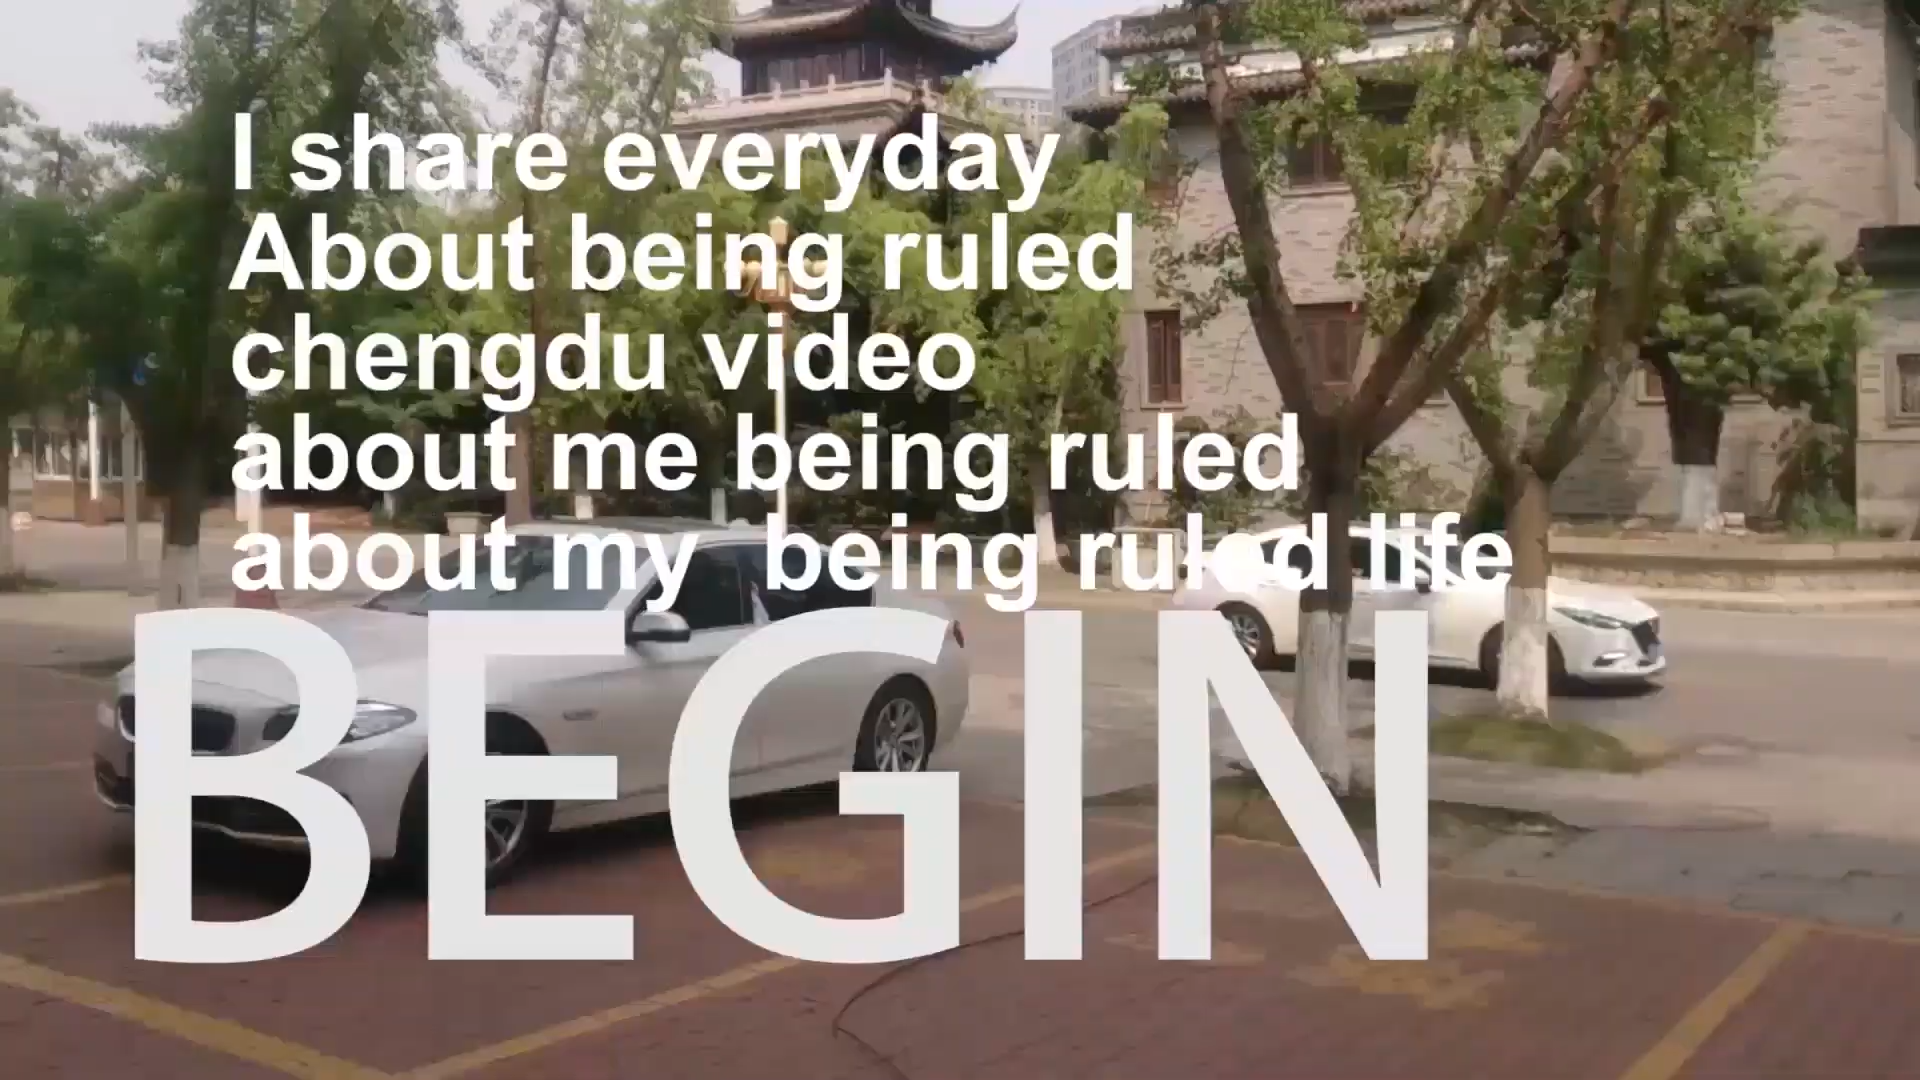 I share everyday
About being ruled
chengdu video
about me being ruled
about my  being ruled life
BEGIN